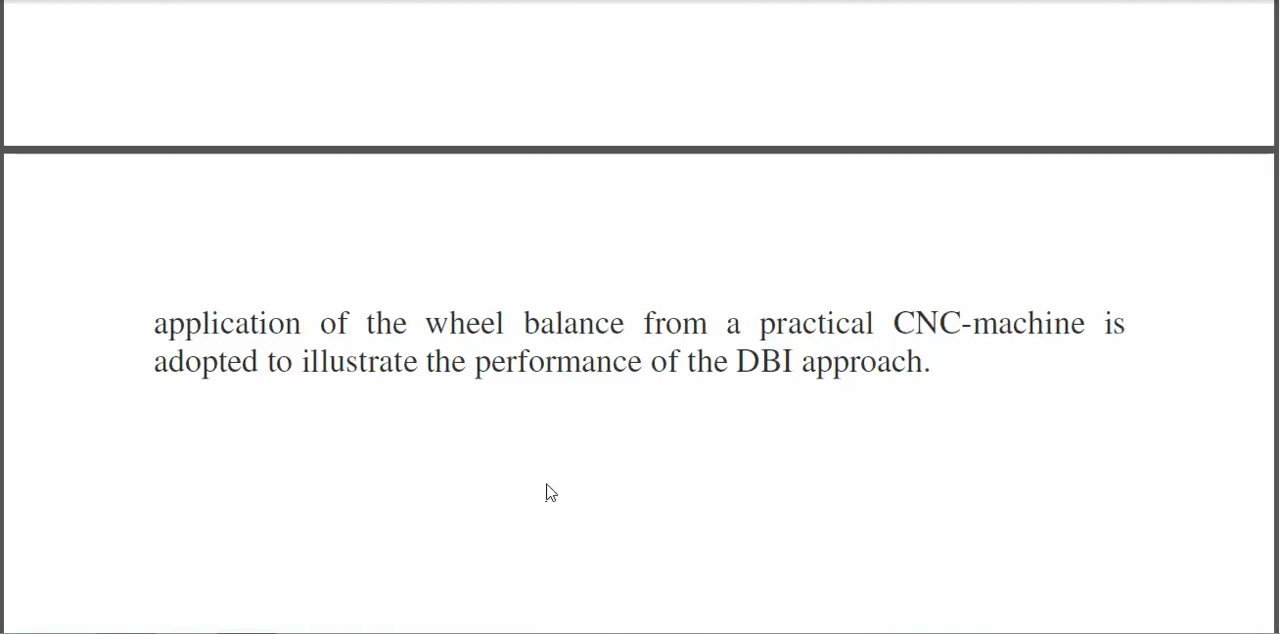 application of the wheel balance from a practical CNC-machine is
adopted to illustrate the performance of the DBI approach.